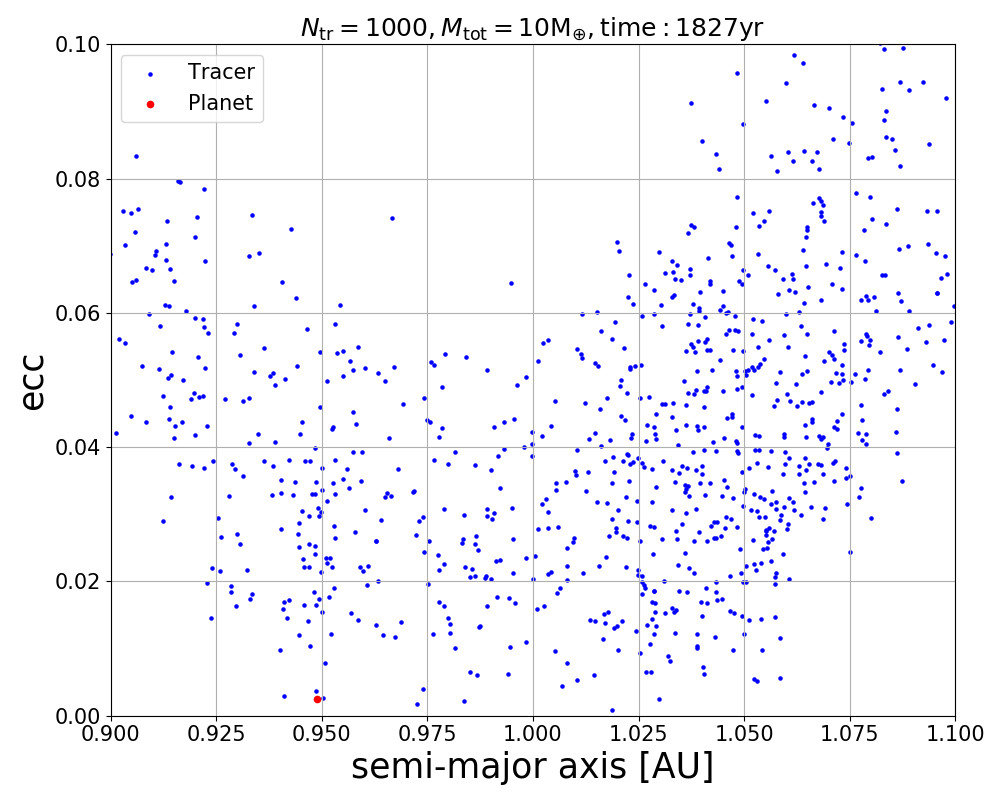 N_tr = 1000, M_tot = 10M_⊕, time : 1827yr
Tracer
Planet
ecc
0.10
0.08
0.06
0.04
0.02
0.00
0.900 0.925 0.950 0.975 1.000 1.025 1.050 1.075 1.100
semi-major axis [AU]